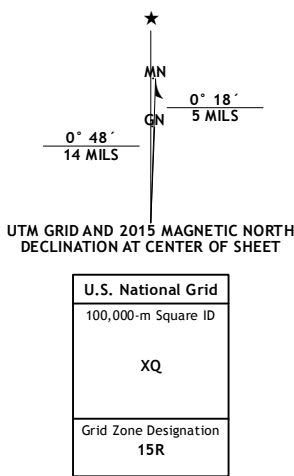 ★
MN
GN
0° 18´
5 MILS
0° 48´
14 MILS
UTM GRID AND 2015 MAGNETIC NORTH
DECLINATION AT CENTER OF SHEET
U.S. National Grid
100,000-m Square ID
XQ
Grid Zone Designation
15R